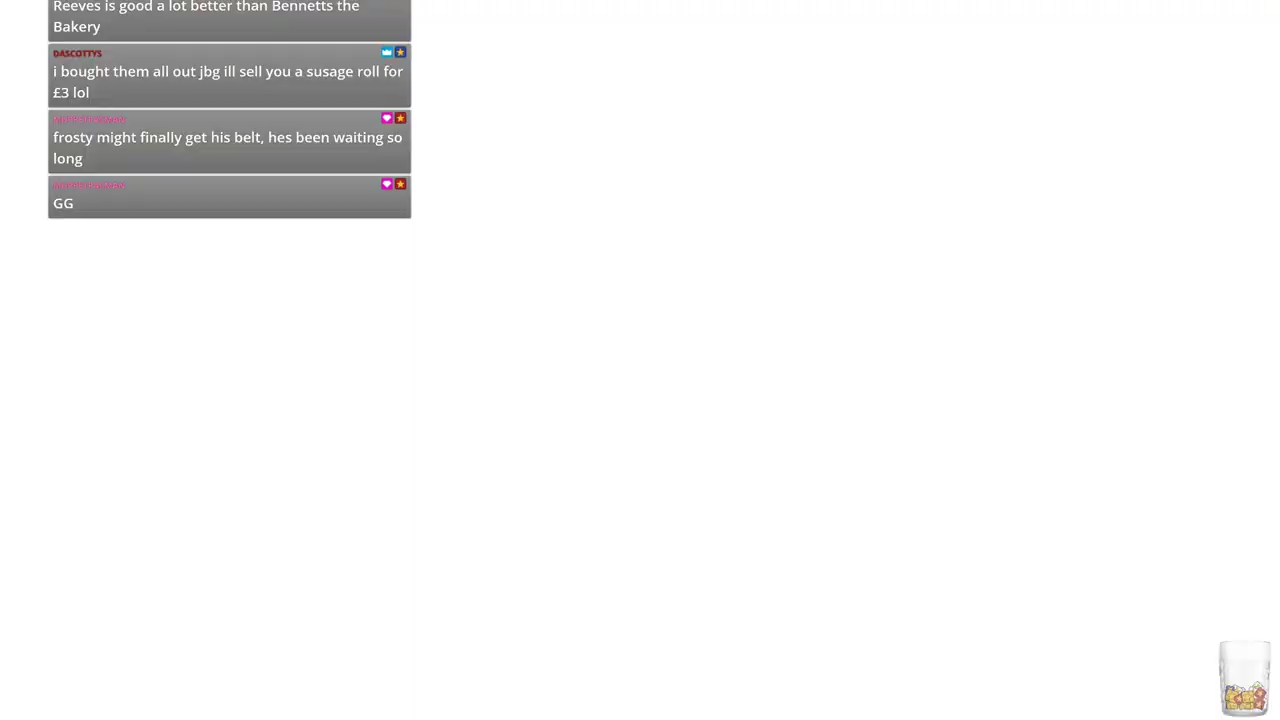 Reeves is good a lot better than Bennetts the
Bakery
DASCOTTYS
i bought them all out jbg ill sell you a susage roll for
£3 lol
frosty might finally get his belt, hes been waiting so
long
GG